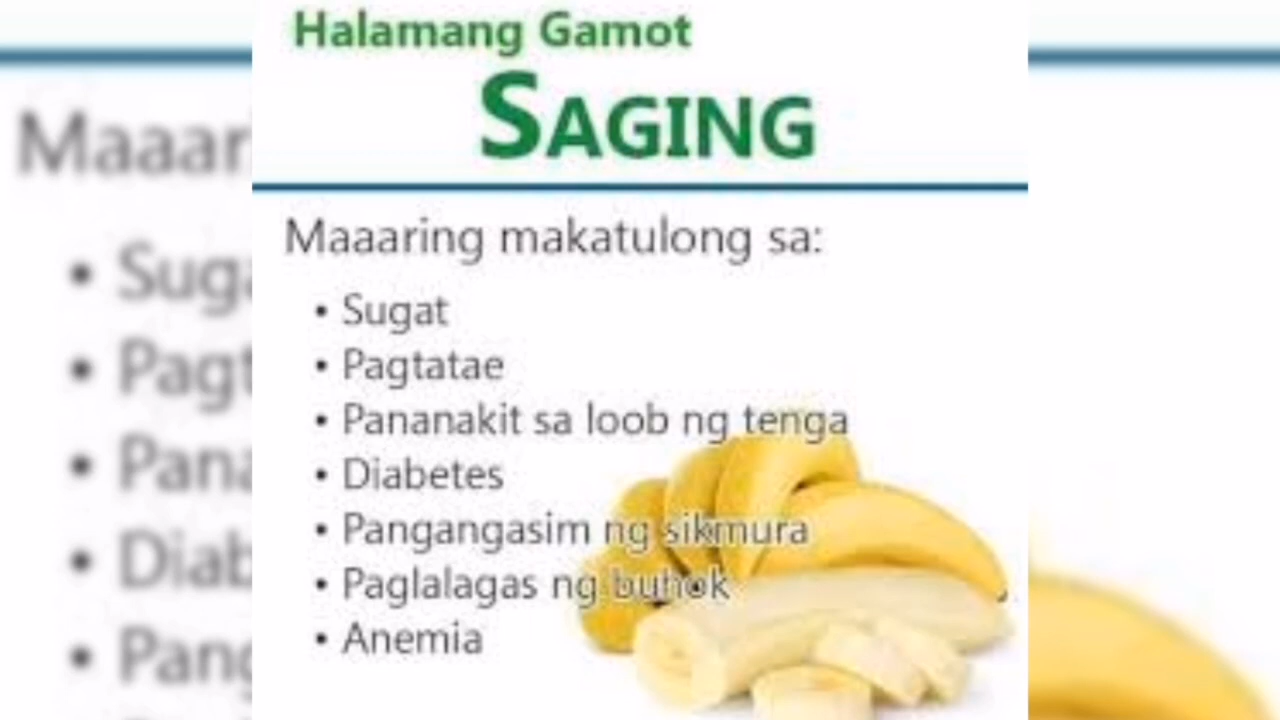 Halamang Gamot
SAGING
Maaaring makatulong sa:
• Sugat
• Pagtatae
• Pananakit sa loob ng tenga
• Diabetes
• Pangangasim ng sikmura
• Paglalagas ng buhok
• Anemia